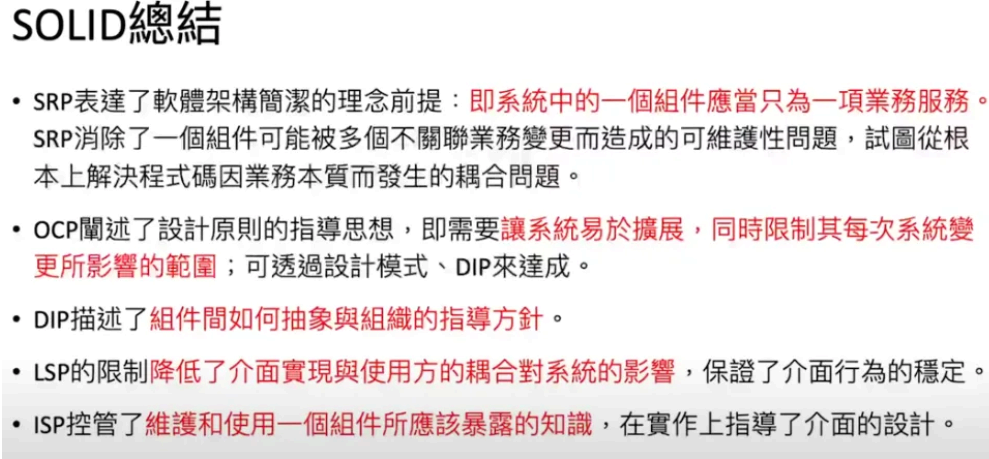 SOLID總結
• SRP表達了軟體架構簡潔的理念前提：即系統中的一個組件應當只為一項業務服務。
SRP消除了一個組件可能被多個不關聯業務變更而造成的可維護性問題，試圖從根
本上解決程式碼因業務本質而發生的耦合問題。
• OCP闡述了設計原則的指導思想，即需要讓系統易於擴展，同時限制其每次系統變
更所影響的範圍；可透過設計模式、DIP來達成。
• DIP描述了組件間如何抽象與組織的指導方針。
• LSP的限制降低了介面實現與使用方的耦合對系統的影響，保證了介面行為的穩定。
• ISP控管了維護和使用一個組件所應該暴露的知識，在實作上指導了介面的設計。